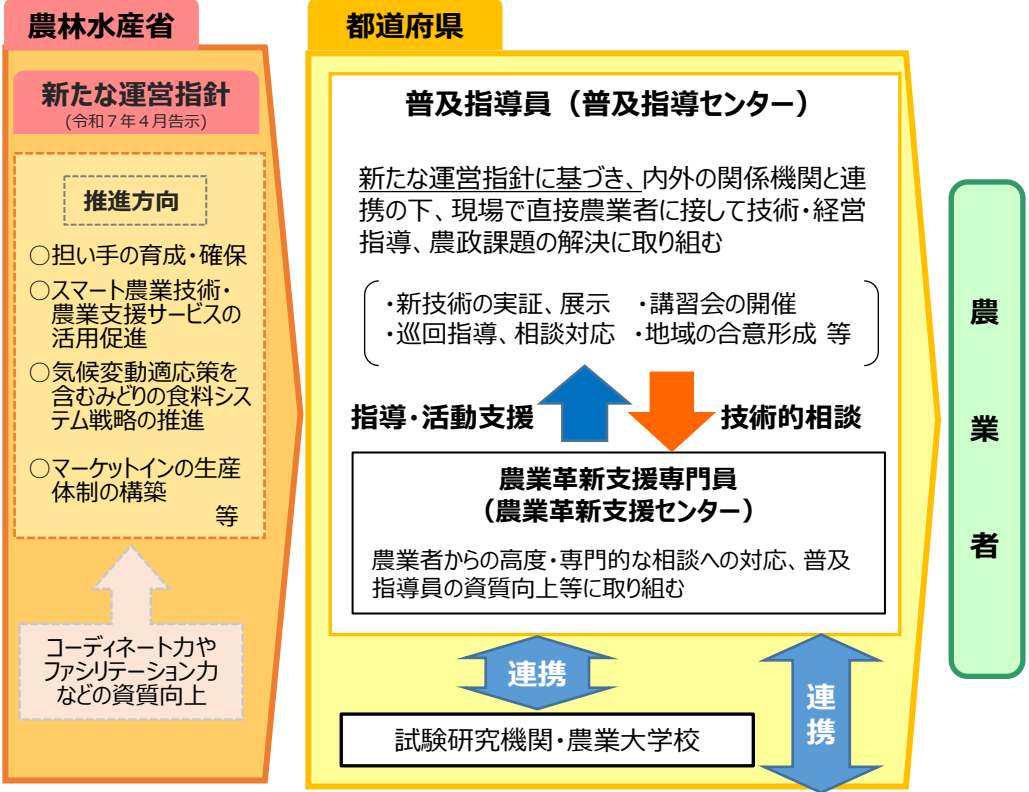 農林水産省
新たな運営指針
(令和７年４月告示)
推進方向
○担い手の育成・確保
○スマート農業技術・
農業支援サービスの
活用促進
○気候変動適応策を
含むみどりの食料シス
テム戦略の推進
○マーケットインの生産
体制の構築
等
コーディネート力や
ファシリテーション力
などの資質向上
都道府県
普及指導員（普及指導センター）
新たな運営指針に基づき、内外の関係機関と連
携の下、現場で直接農業者に接して技術・経営
指導、農政課題の解決に取り組む
・新技術の実証、展示　・講習会の開催
・巡回指導、相談対応　・地域の合意形成 等
指導・活動支援
技術的相談
農業革新支援専門員
（農業革新支援センター）
農業者からの高度・専門的な相談への対応、普及
指導員の資質向上等に取り組む
連携
試験研究機関・農業大学校
連
携
農
業
者